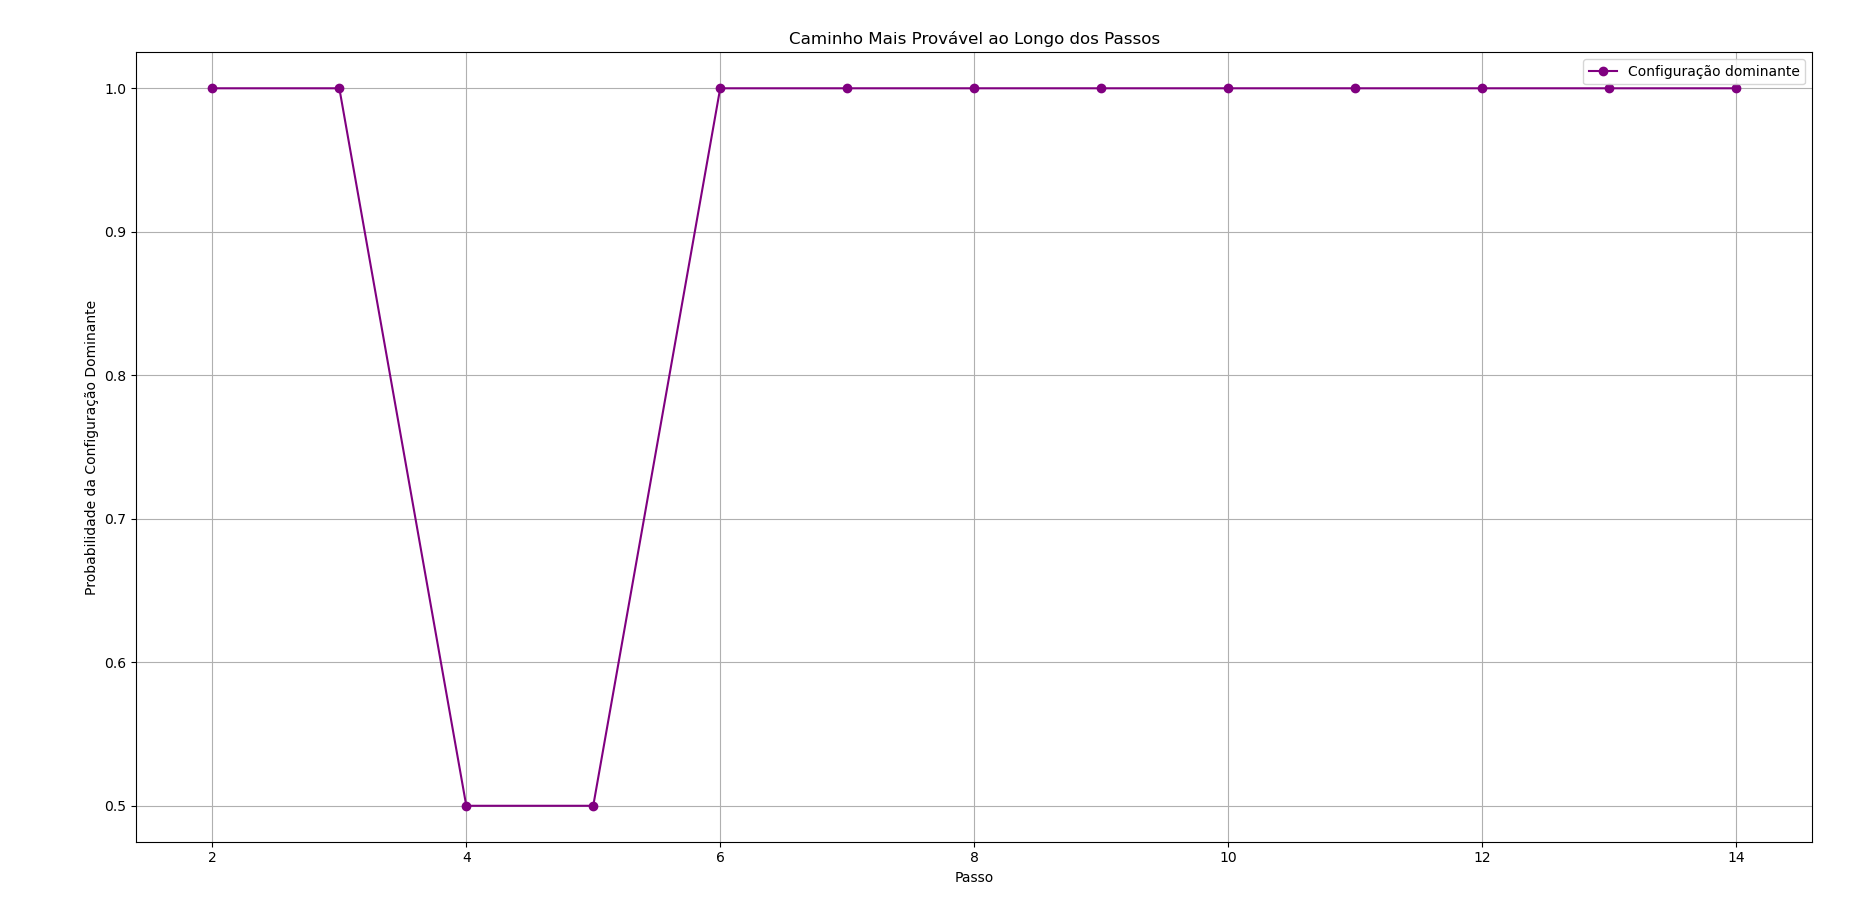 Caminho Mais Provável ao Longo dos Passos
Configuração dominante
Probabilidade da Configuração Dominante
1.0
0.9
0.8
0.7
0.6
0.5
2 4 6 8 10 12 14
Passo